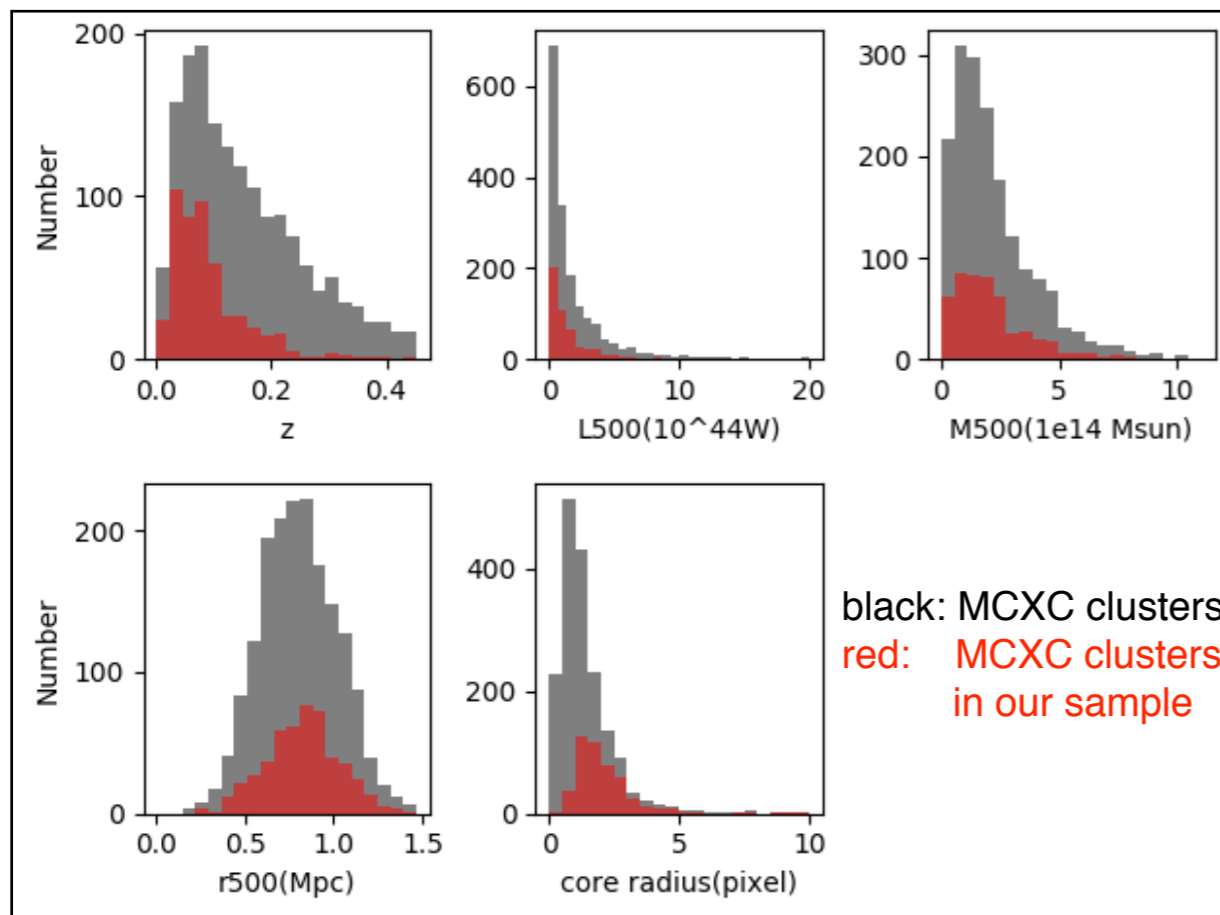 200
100
0
Number
0.0 0.2 0.4
z
600
400
200
0
0 10 20
L500(10^44W)
300
200
100
0
0 5 10
M500(1e14 Msun)
200
100
0
Number
0.0 0.5 1.0 1.5
r500(Mpc)
400
200
0
0 5 10
core radius(pixel)
black: MCXC clusters
red: MCXC clusters
in our sample